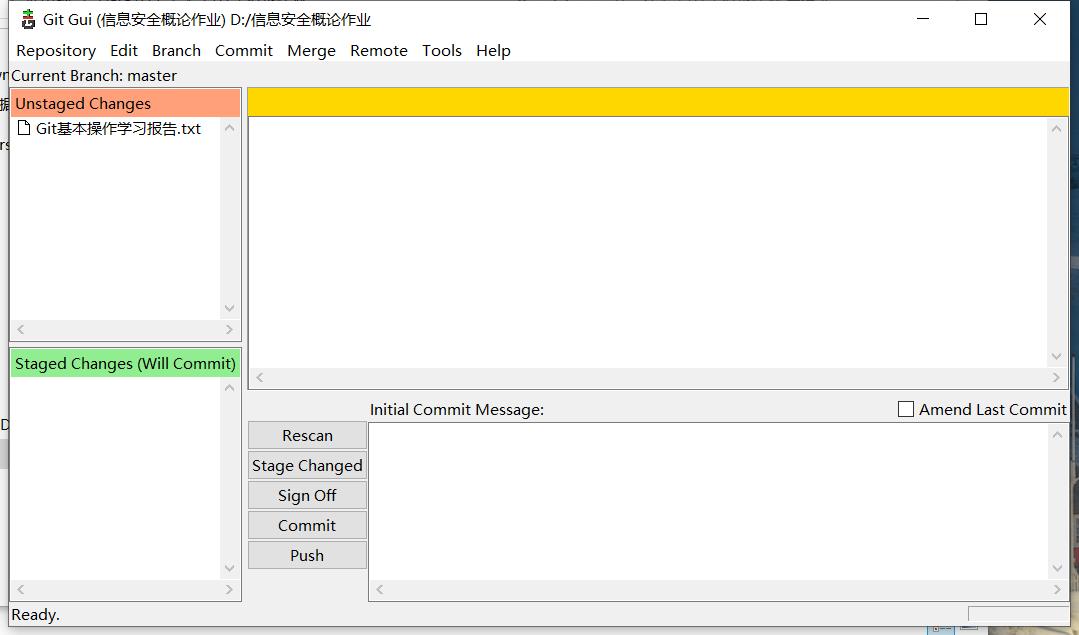 Git Gui (信息安全概论作业) D:/信息安全概论作业
Repository Edit Branch Commit Merge Remote Tools Help
Current Branch: master
Unstaged Changes
Git基本操作学习报告.txt
Staged Changes (Will Commit)
Initial Commit Message:
Amend Last Commit
Rescan
Stage Changed
Sign Off
Commit
Push
Ready.